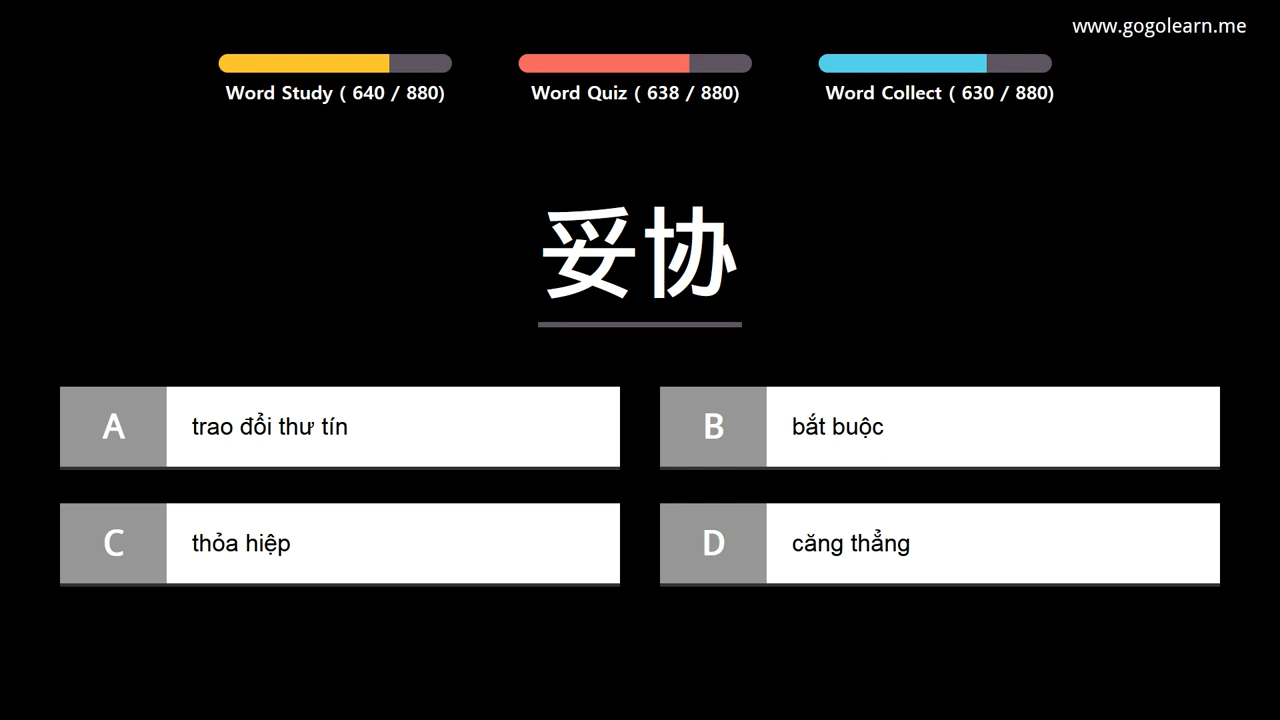 www.gogolearn.me
Word Study ( 640 / 880)
Word Quiz ( 638 / 880)
Word Collect ( 630 / 880)
妥协
A trao đổi thư tín
B bắt buộc
C thỏa hiệp
D căng thẳng